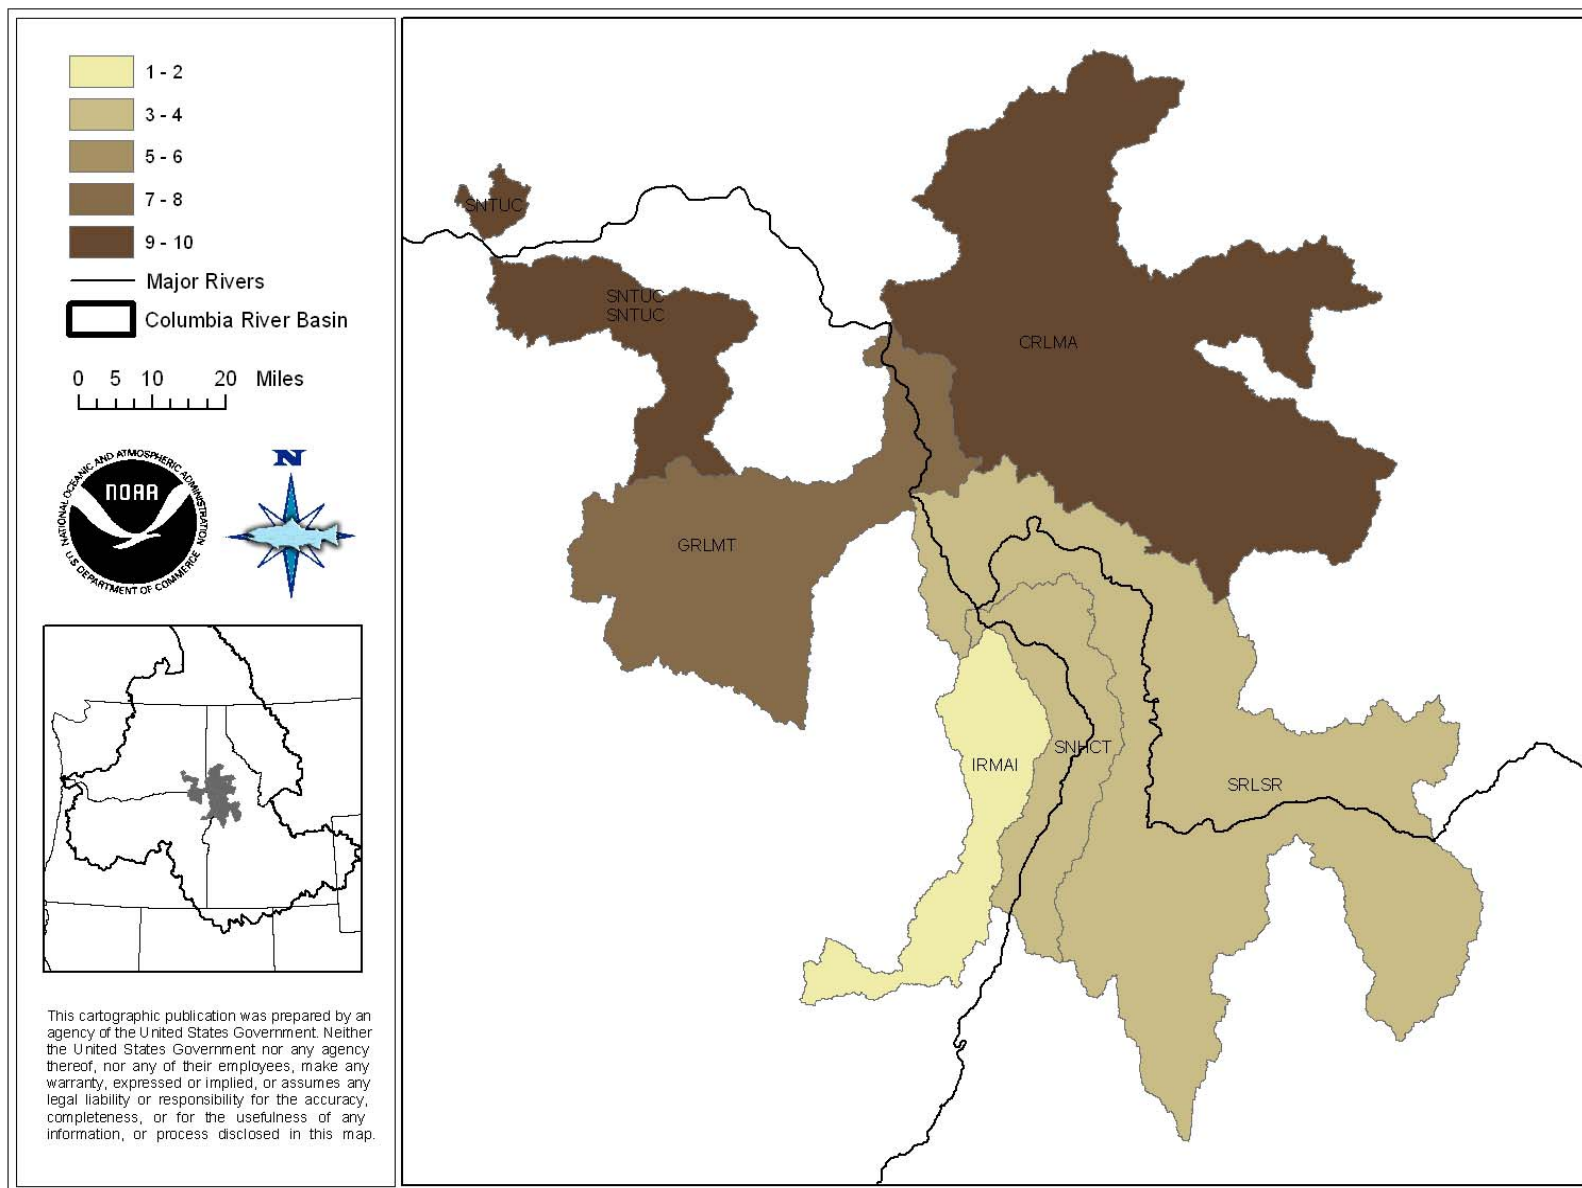 1 - 2
3 - 4
5 - 6
7 - 8
9 - 10
Major Rivers
Columbia River Basin
0 5 10 20 Miles
NATIONAL OCEANIC AND ATMOSPHERIC ADMINISTRATION
NOAA
U.S. DEPARTMENT OF COMMERCE
N
This cartographic publication was prepared by an
agency of the United States Government. Neither
the United States Government nor any agency
thereof, nor any of their employees, make any
warranty, expressed or implied, or assumes any
legal liability or responsibility for the accuracy,
completeness, or for the usefulness of any
information, or process disclosed in this map.
SNTUC
SNTUC
SNTUC
CRLMA
GRLMT
SNHCT
IRMAI
SRLSR